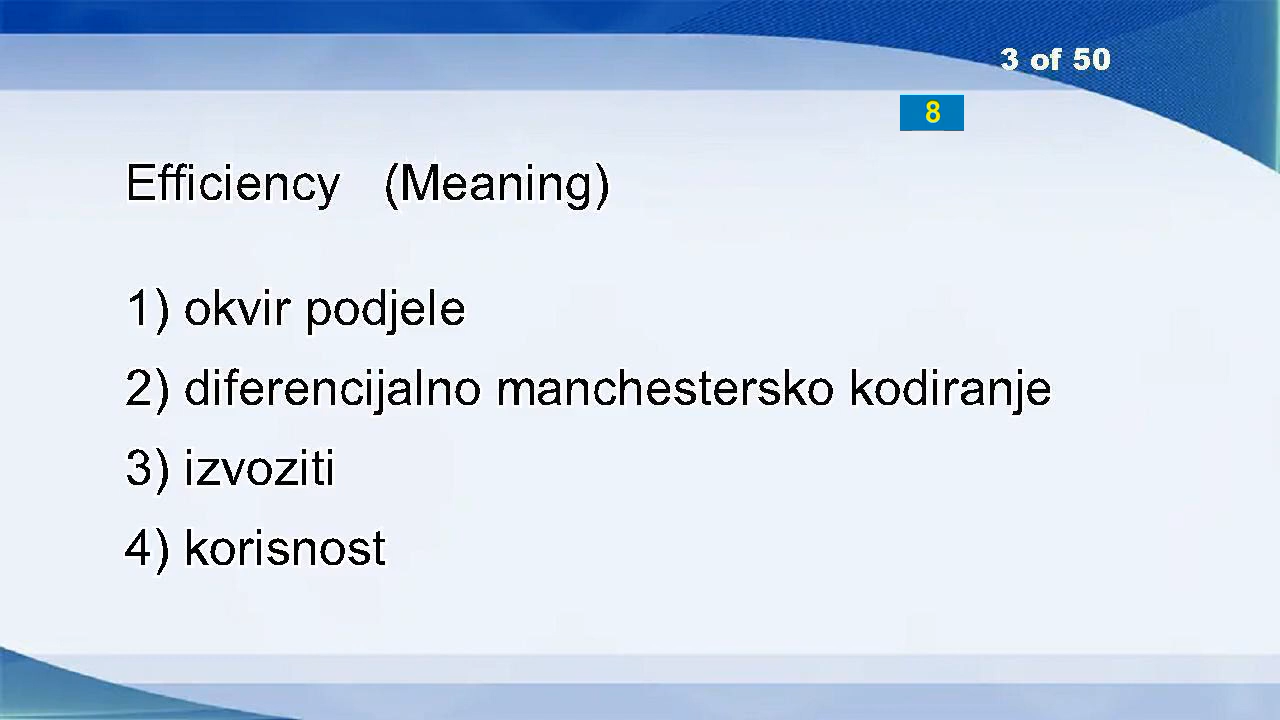 3 of 50
8
Efficiency (Meaning)
1) okvir podjele
2) diferencijalno manchestersko kodiranje
3) izvoziti
4) korisnost